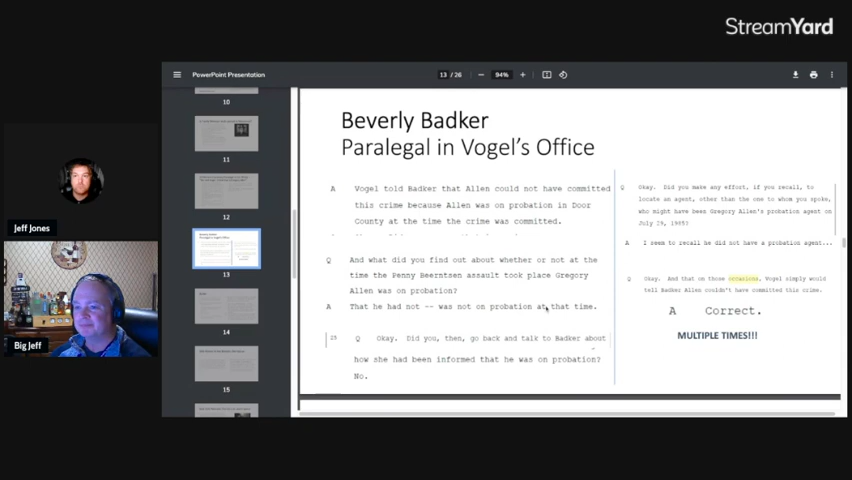 StreamYard
PowerPoint Presentation
13 / 26
94%
10
11
12
13
14
15
Jeff Jones
Big Jeff
Beverly Badker
Paralegal in Vogel's Office
A Vogel told Badker that Allen could not have committed
this crime because Allen was on probation in Door
County at the time the crime was committed.
Q And what did you find out about whether or not at the
time the Penny Beerntsen assault took place Gregory
Allen was on probation?
A That he had not -- was not on probation at that time.
25 Q Okay. Did you, then, go back and talk to Badker about
how she had been informed that he was on probation?
No.
Q Okay. Did you make any effort, if you recall, to
locate an agent, other than the one to whom you spoke,
who might have been Gregory Allen's probation agent on
July 29, 1985?
A I seem to recall he did not have a probation agent...
Q Okay. And that on those occasions, Vogel simply would
tell Badker Allen couldn't have committed this crime.
A Correct.
MULTIPLE TIMES!!!